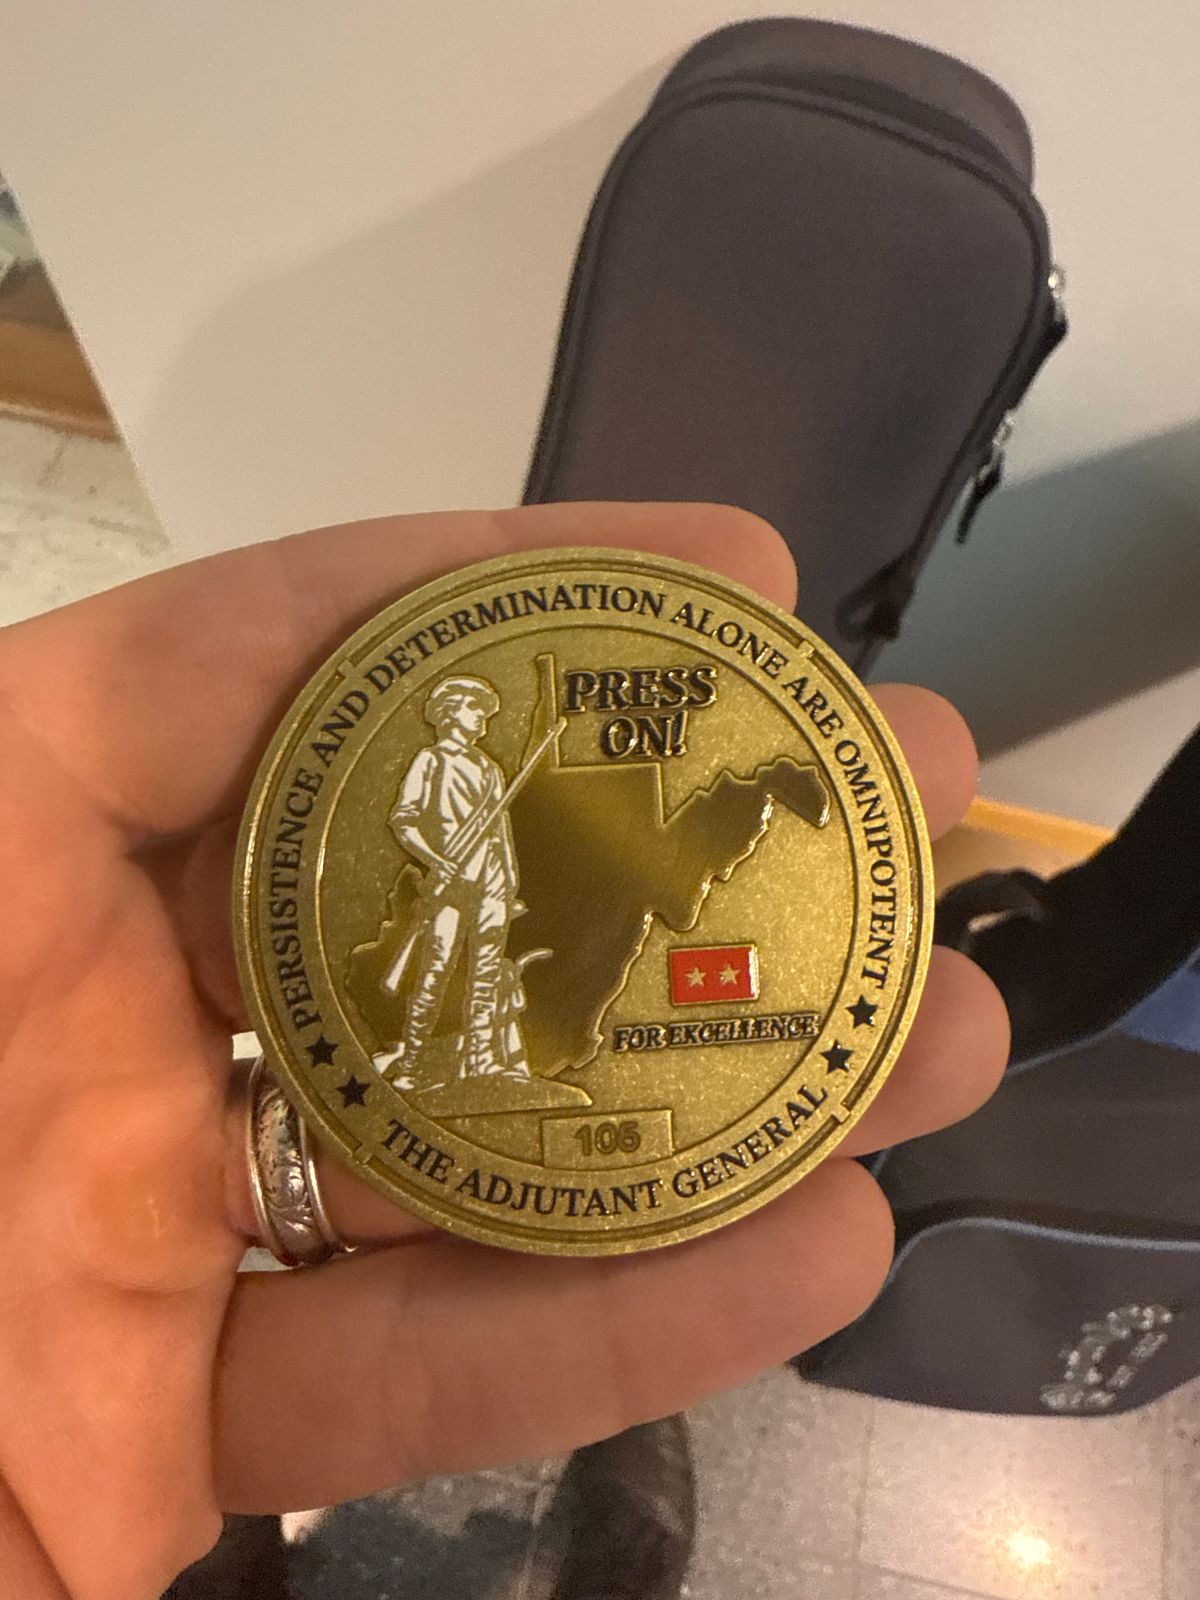 PERSISTENCE AND DETERMINATION ALONE ARE OMNIPOTENT
PRESS
ON!
FOR EXCELLENCE
105
THE ADJUTANT GENERAL